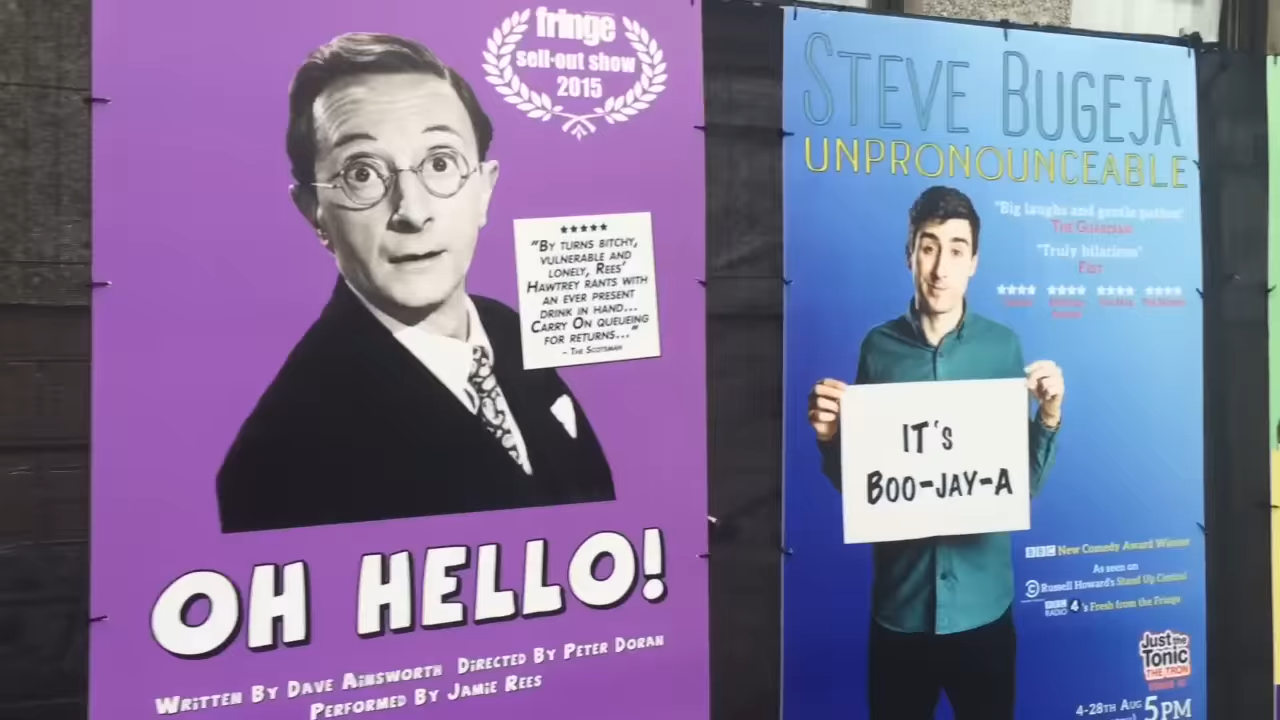 fringe
sell-out show
2015
★★★★★
"BY TURNS BITCHY,
VULNERABLE AND
LONELY, REES'
HAWTREY RANTS WITH
AN EVER PRESENT
DRINK IN HAND...
CARRY ON QUEUEING
FOR RETURNS..."
- THE SCOTSMAN
OH HELLO!
WRITTEN BY DAVE AINSWORTH DIRECTED BY PETER DORAN
PERFORMED BY JAMIE REES
STEVE BUGEJA
UNPRONOUNCEABLE
"Big laughs and gentle pathos"
THE GUARDIAN
"Truly hilarious"
FEST
★★★★ ★★★★ ★★★★ ★★★★
IT'S
BOO-JAY-A
BBC New Comedy Award Winner
As seen on
Russell Howard's Stand Up Central
BBC RADIO 4's Fresh from the Fringe
Just the
Tonic
THE TRON
4-28TH AUG 5PM